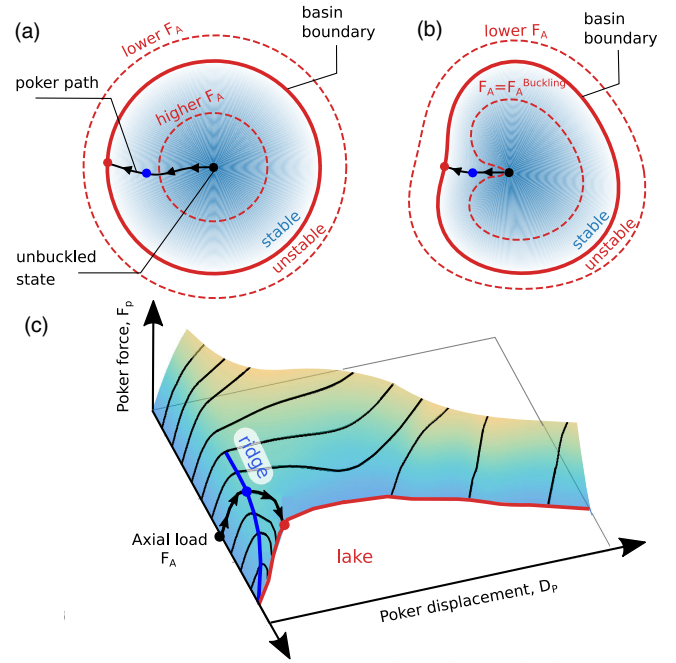 (a)
lower F_A
basin
boundary
poker path
higher F_A
stable
unstable
unbuckled
state
(b)
lower F_A
basin
boundary
F_A=F_A^Buckling
stable
unstable
(c)
Poker force, F_p
ridge
Axial load
F_A
lake
Poker displacement, D_P